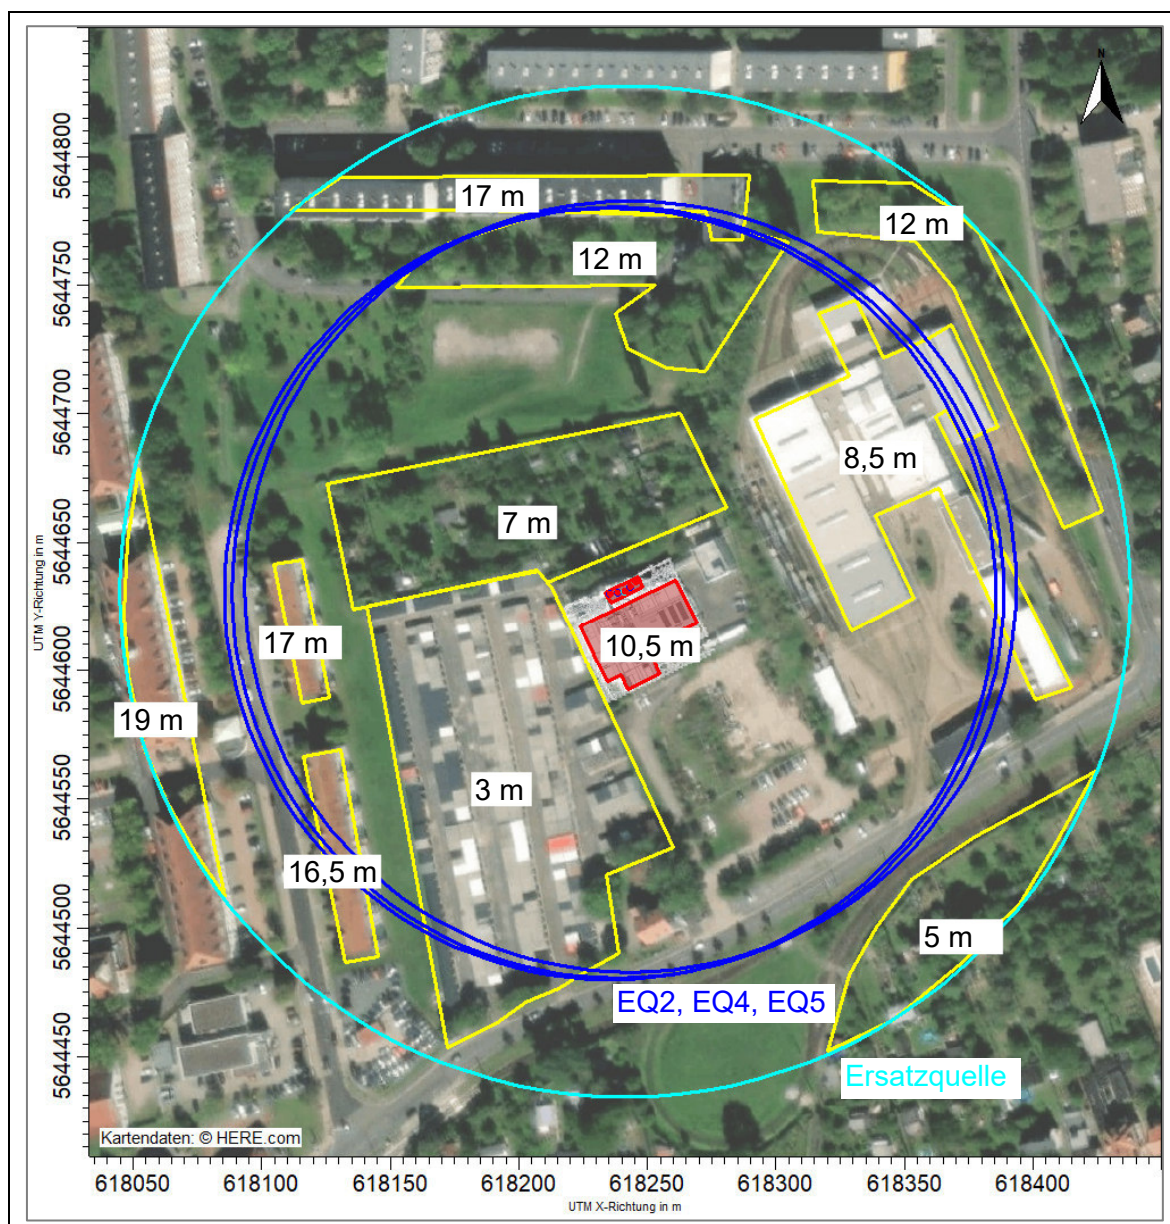 N
5644800
5644750
5644700
5644650
5644600
5644550
5644500
5644450
UTM Y-Richtung in m
17 m
12 m
12 m
8,5 m
7 m
10,5 m
17 m
19 m
3 m
16,5 m
5 m
EQ2, EQ4, EQ5
Ersatzquelle
Kartendaten: © HERE.com
618050
618100
618150
618200
618250
618300
618350
618400
UTM X-Richtung in m